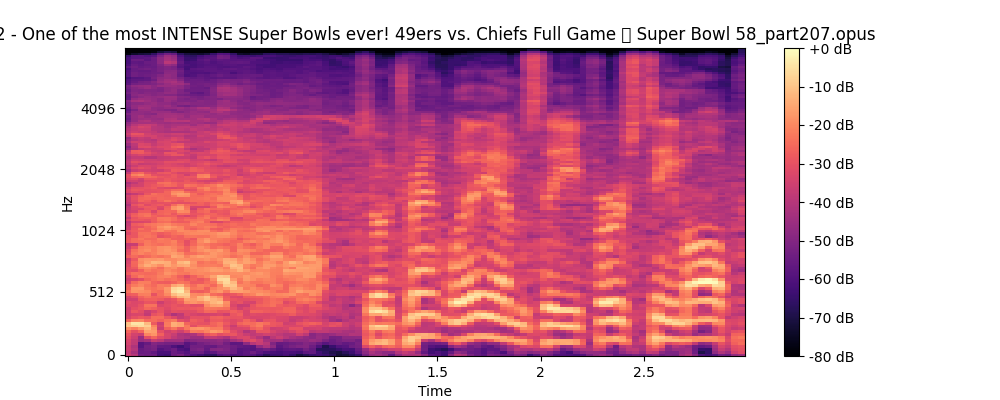 2 - One of the most INTENSE Super Bowls ever! 49ers vs. Chiefs Full Game ▯ Super Bowl 58_part207.opus
+0 dB
4096
-10 dB
-20 dB
2048
-30 dB
Hz
-40 dB
1024
-50 dB
512
-60 dB
-70 dB
0
-80 dB
0 0.5 1 1.5 2 2.5
Time